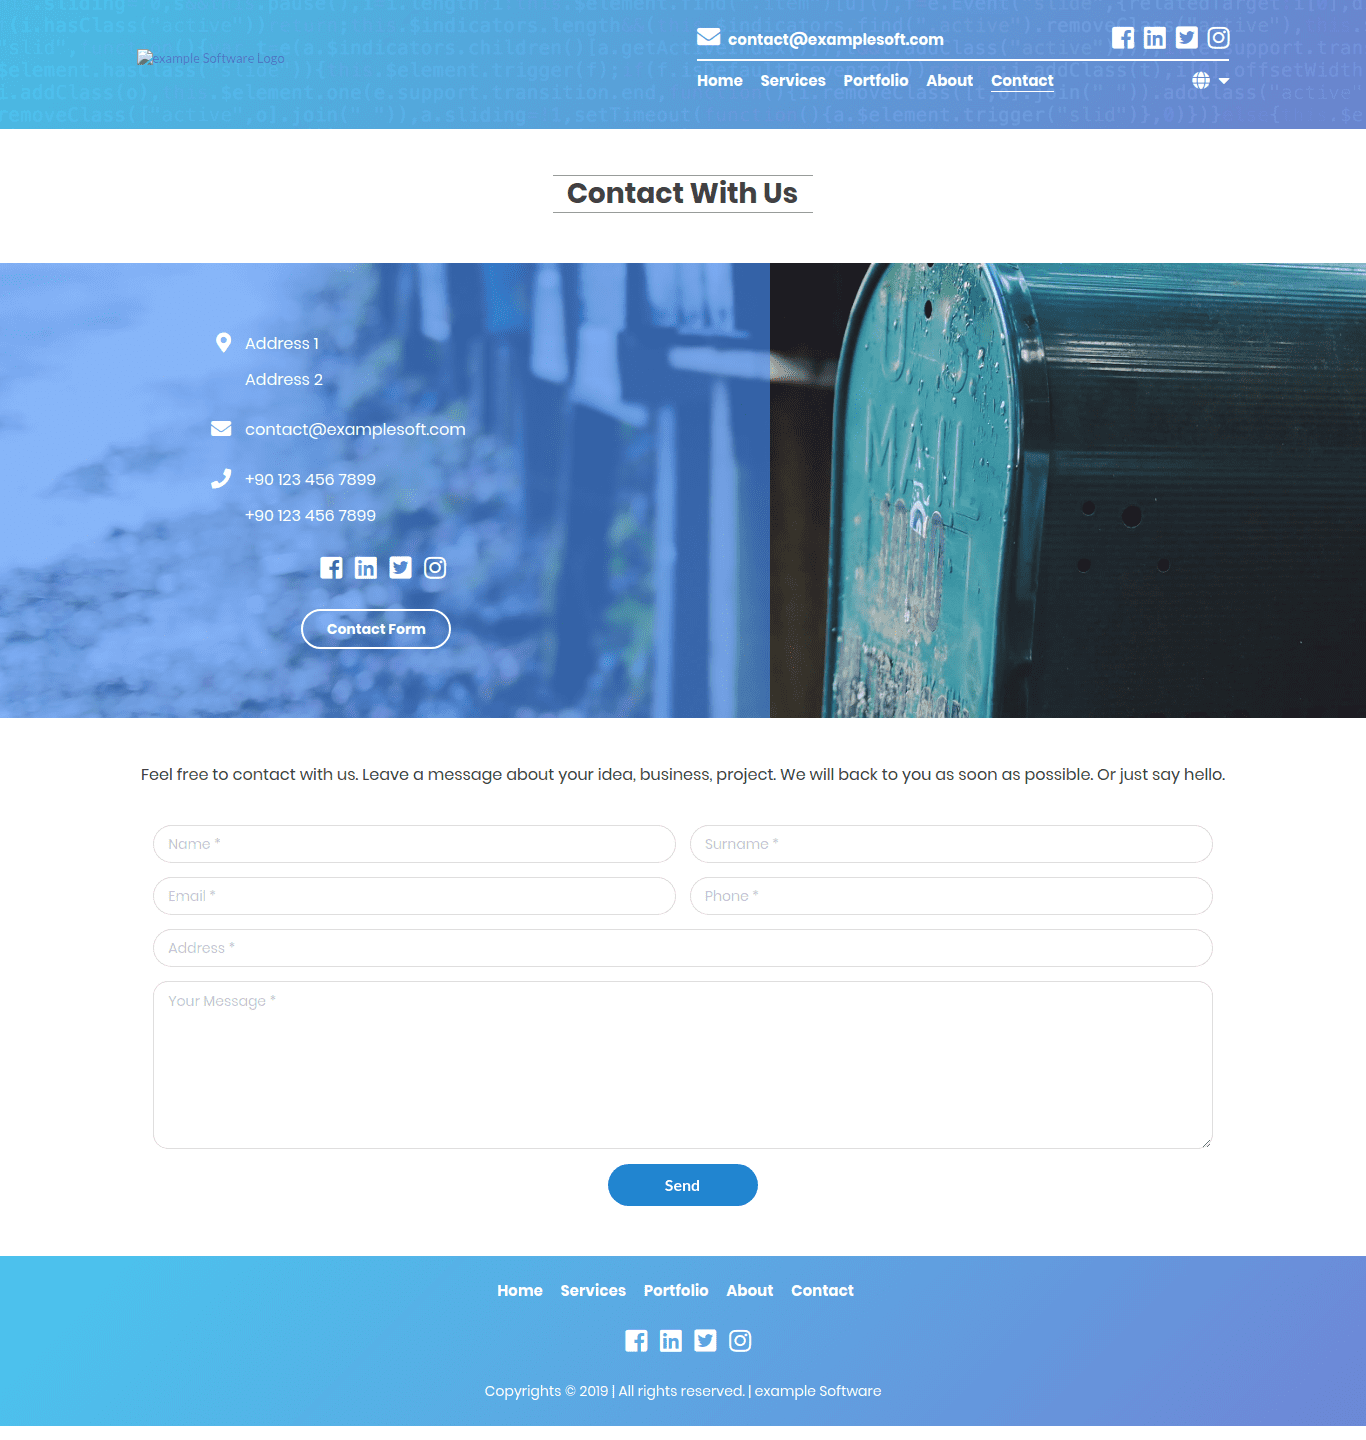 contact@examplesoft.com
example Software Logo
Home Services Portfolio About Contact
Contact With Us
Address 1
Address 2
contact@examplesoft.com
+90 123 456 7899
+90 123 456 7899
Contact Form
U.S.
MAIL
Feel free to contact with us. Leave a message about your idea, business, project. We will back to you as soon as possible. Or just say hello.
Name *
Surname *
Email *
Phone *
Address *
Your Message *
Send
Home Services Portfolio About Contact
Copyrights © 2019 | All rights reserved. | example Software